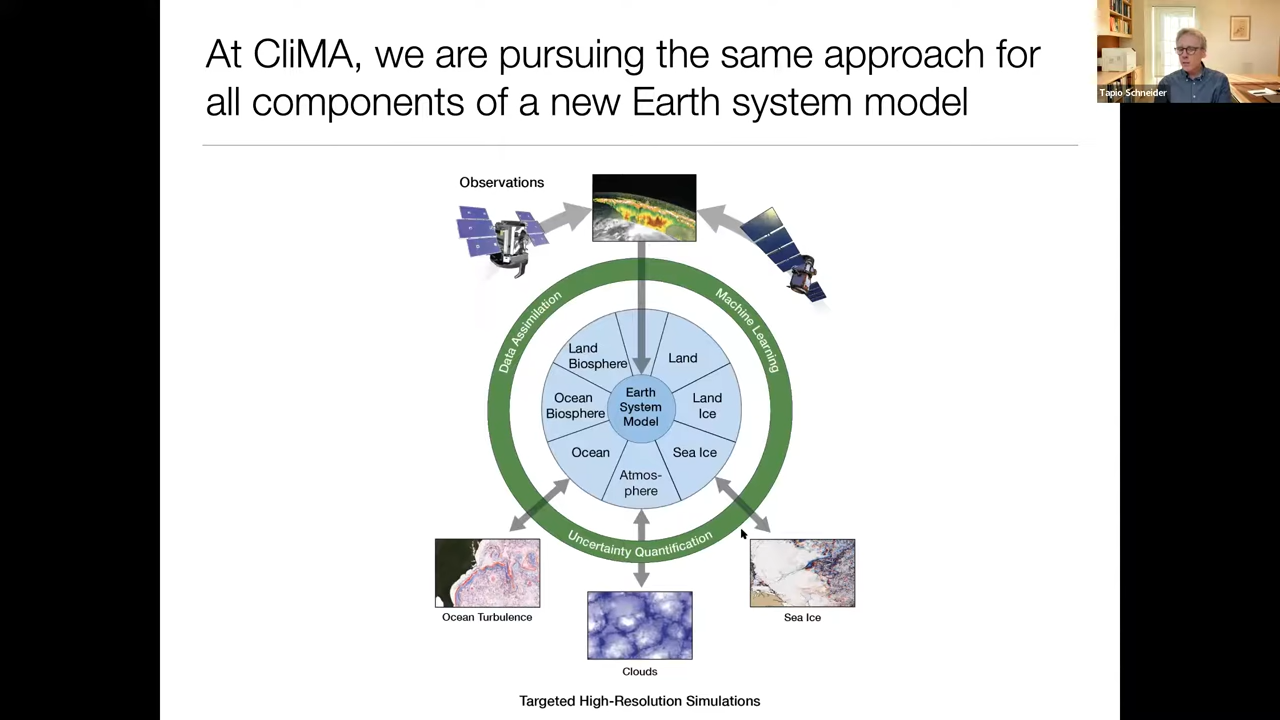 At CliMA, we are pursuing the same approach for
all components of a new Earth system model
Tapio Schneider
Observations
Data Assimilation
Machine Learning
Land
Biosphere
Land
Ocean
Biosphere
Earth
System
Model
Land
Ice
Ocean
Sea Ice
Atmos-
phere
Uncertainty Quantification
Ocean Turbulence
Sea Ice
Clouds
Targeted High-Resolution Simulations